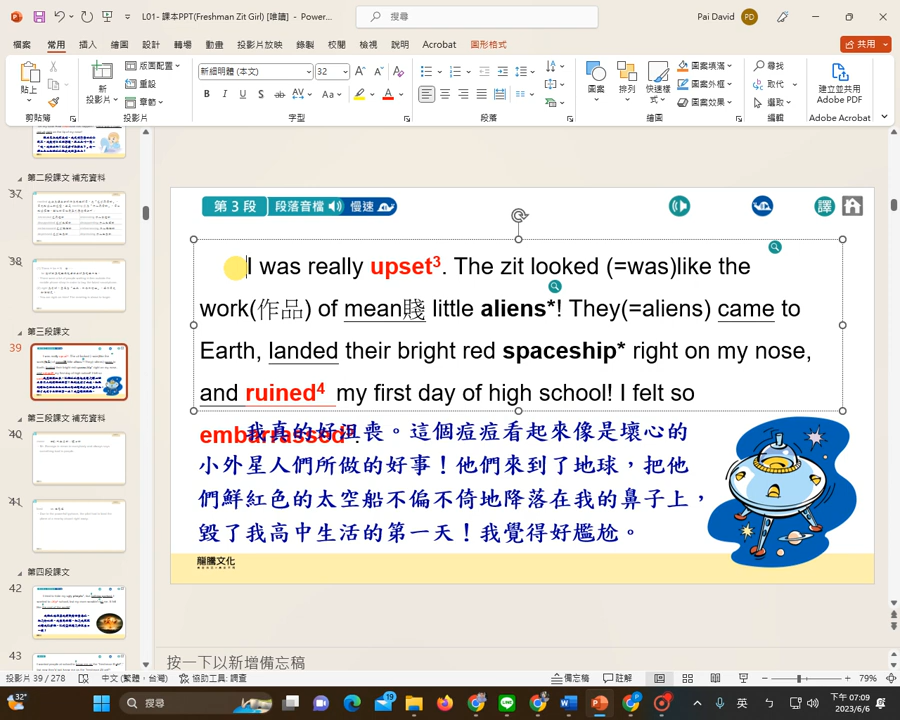 L01- 課本PPT(Freshman Zit Girl) [唯讀] - Power...
搜尋
Pai David
PD
檔案 常用 插入 繪圖 設計 轉場 動畫 投影片放映 錄製 校閱 檢視 說明 Acrobat 圖形格式
共用
貼上
新
投影片
版面配置
重設
章節
新細明體 (本文)
32
B I U S ab AV Aa A
圖案
排列
快速樣
式
圖案填滿
圖案外框
圖案效果
尋找
取代
選取
建立並共用
Adobe PDF
剪貼簿
投影片
字型
段落
繪圖
編輯
Adobe Acrobat
第二段課文 補充資料
37
38
第三段課文
39
第三段課文 補充資料
40
41
第四段課文
42
43
第 3 段 段落音檔 慢速
譯
I was really upset³. The zit looked (=was)like the
work(作品) of mean賤 little aliens*! They(=aliens) came to
Earth, landed their bright red spaceship* right on my nose,
and ruined⁴ my first day of high school! I felt so
embarrassed
我真的好沮喪。這個痘痘看起來像是壞心的
小外星人們所做的好事！他們來到了地球，把他
們鮮紅色的太空船不偏不倚地降落在我的鼻子上，
毀了我高中生活的第一天！我覺得好尷尬。
龍騰文化
按一下以新增備忘稿
投影片 39 / 278
中文 (繁體，台灣)
協助工具: 調查
備忘稿
註解
79%
32°
搜尋
19
下午 07:09
2023/6/6